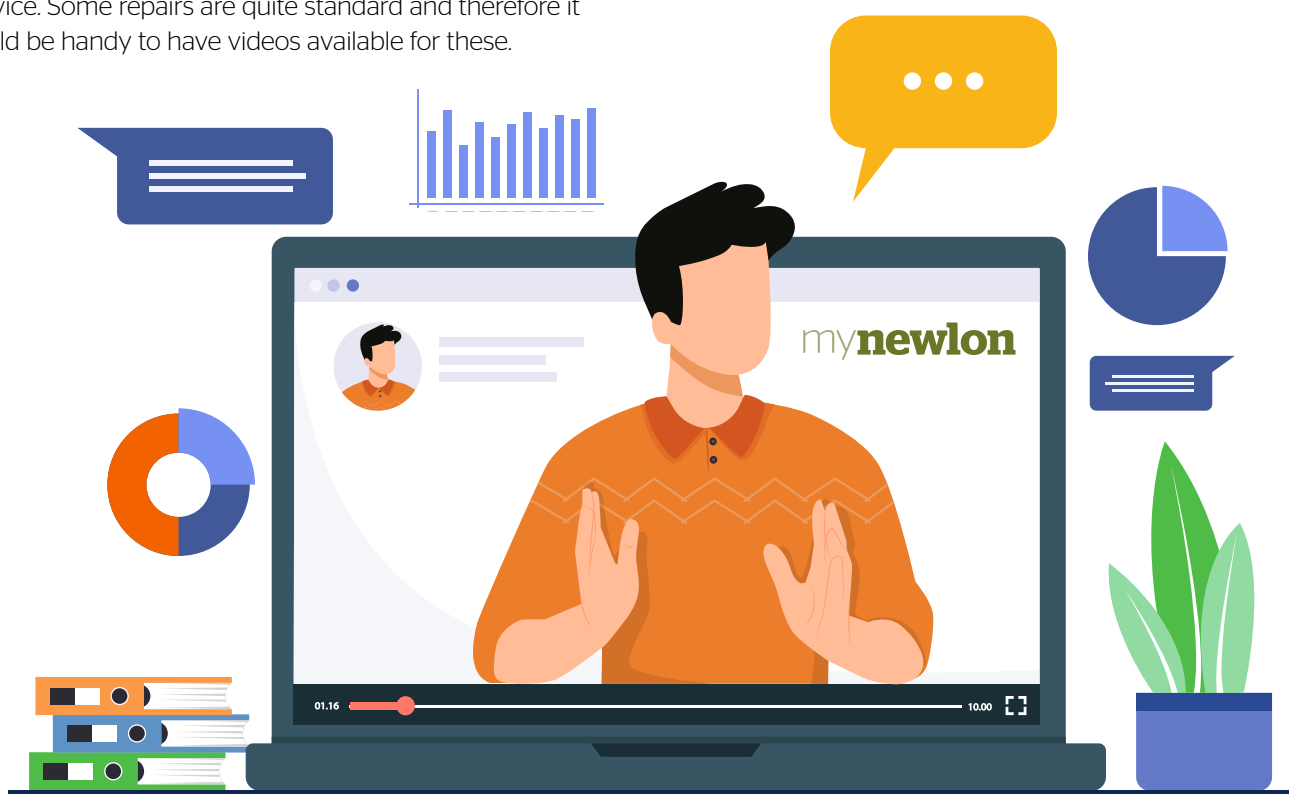 vice. Some repairs are quite standard and therefore it
ld be handy to have videos available for these.
mynewlon
01.16
10.00